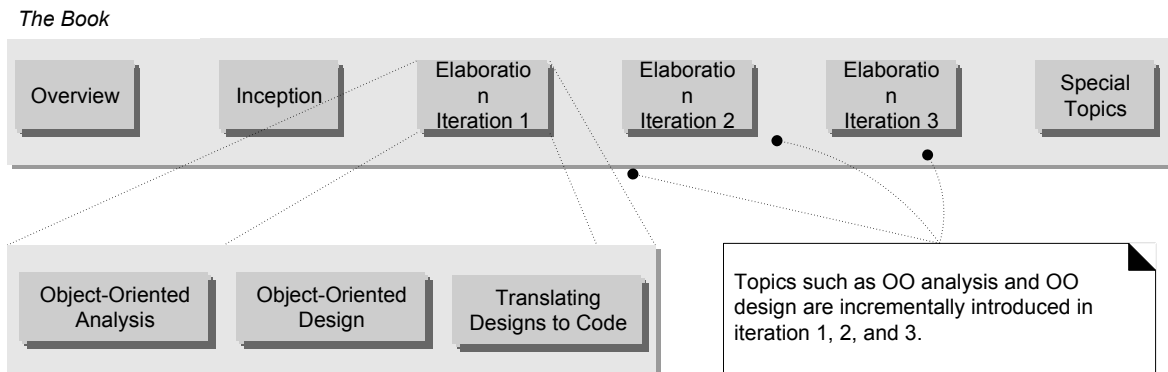 The Book
Overview
Inception
Elaboratio
n
Iteration 1
Elaboratio
n
Iteration 2
Elaboratio
n
Iteration 3
Special
Topics
Object-Oriented
Analysis
Object-Oriented
Design
Translating
Designs to Code
Topics such as OO analysis and OO
design are incrementally introduced in
iteration 1, 2, and 3.